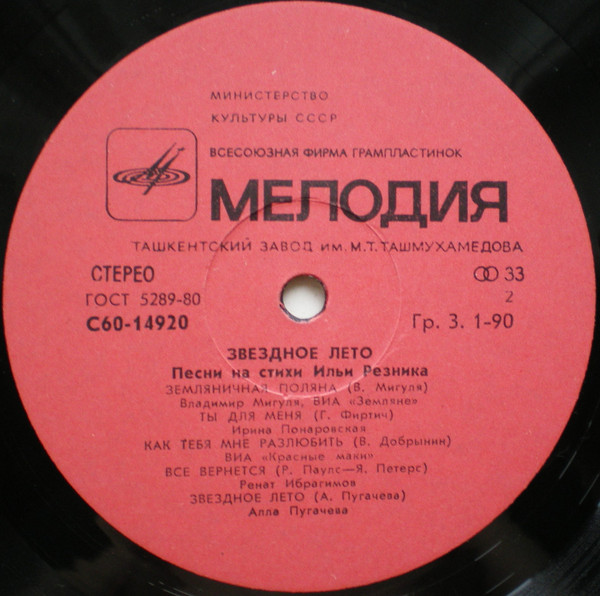 МИНИСТЕРСТВО
КУЛЬТУРЫ СССР
ВСЕСОЮЗНАЯ ФИРМА ГРАМПЛАСТИНОК
МЕЛОДИЯ
ТАШКЕНТСКИЙ ЗАВОД им. М.Т.ТАШМУХАМЕДОВА
СТЕРЕО 33
ГОСТ 5289-80 2
С60-14920 Гр. 3. 1-90
ЗВЕЗДНОЕ ЛЕТО
Песни на стихи Ильи Резника
ЗЕМЛЯНИЧНАЯ ПОЛЯНА (В. Мигуля)
Владимир Мигуля, ВИА «Земляне»
ТЫ ДЛЯ МЕНЯ (Г. Фиртич)
Ирина Понаровская
КАК ТЕБЯ МНЕ РАЗЛЮБИТЬ (В. Добрынин)
ВИА «Красные маки»
ВСЕ ВЕРНЕТСЯ (Р. Паулс—Я. Петерс)
Ренат Ибрагимов
ЗВЕЗДНОЕ ЛЕТО (А. Пугачева)
Алла Пугачева